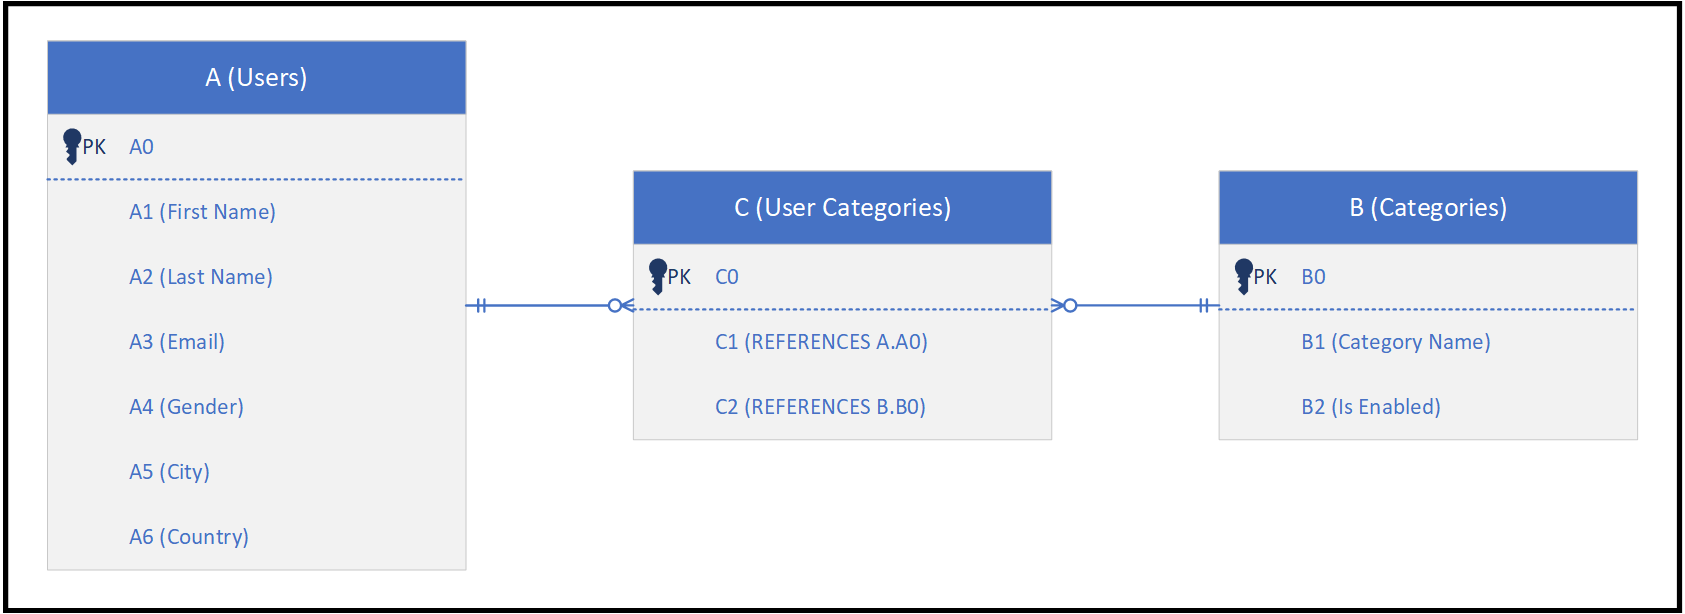 A (Users)
PK A0
A1 (First Name)
A2 (Last Name)
A3 (Email)
A4 (Gender)
A5 (City)
A6 (Country)
C (User Categories)
PK C0
C1 (REFERENCES A.A0)
C2 (REFERENCES B.B0)
B (Categories)
PK B0
B1 (Category Name)
B2 (Is Enabled)